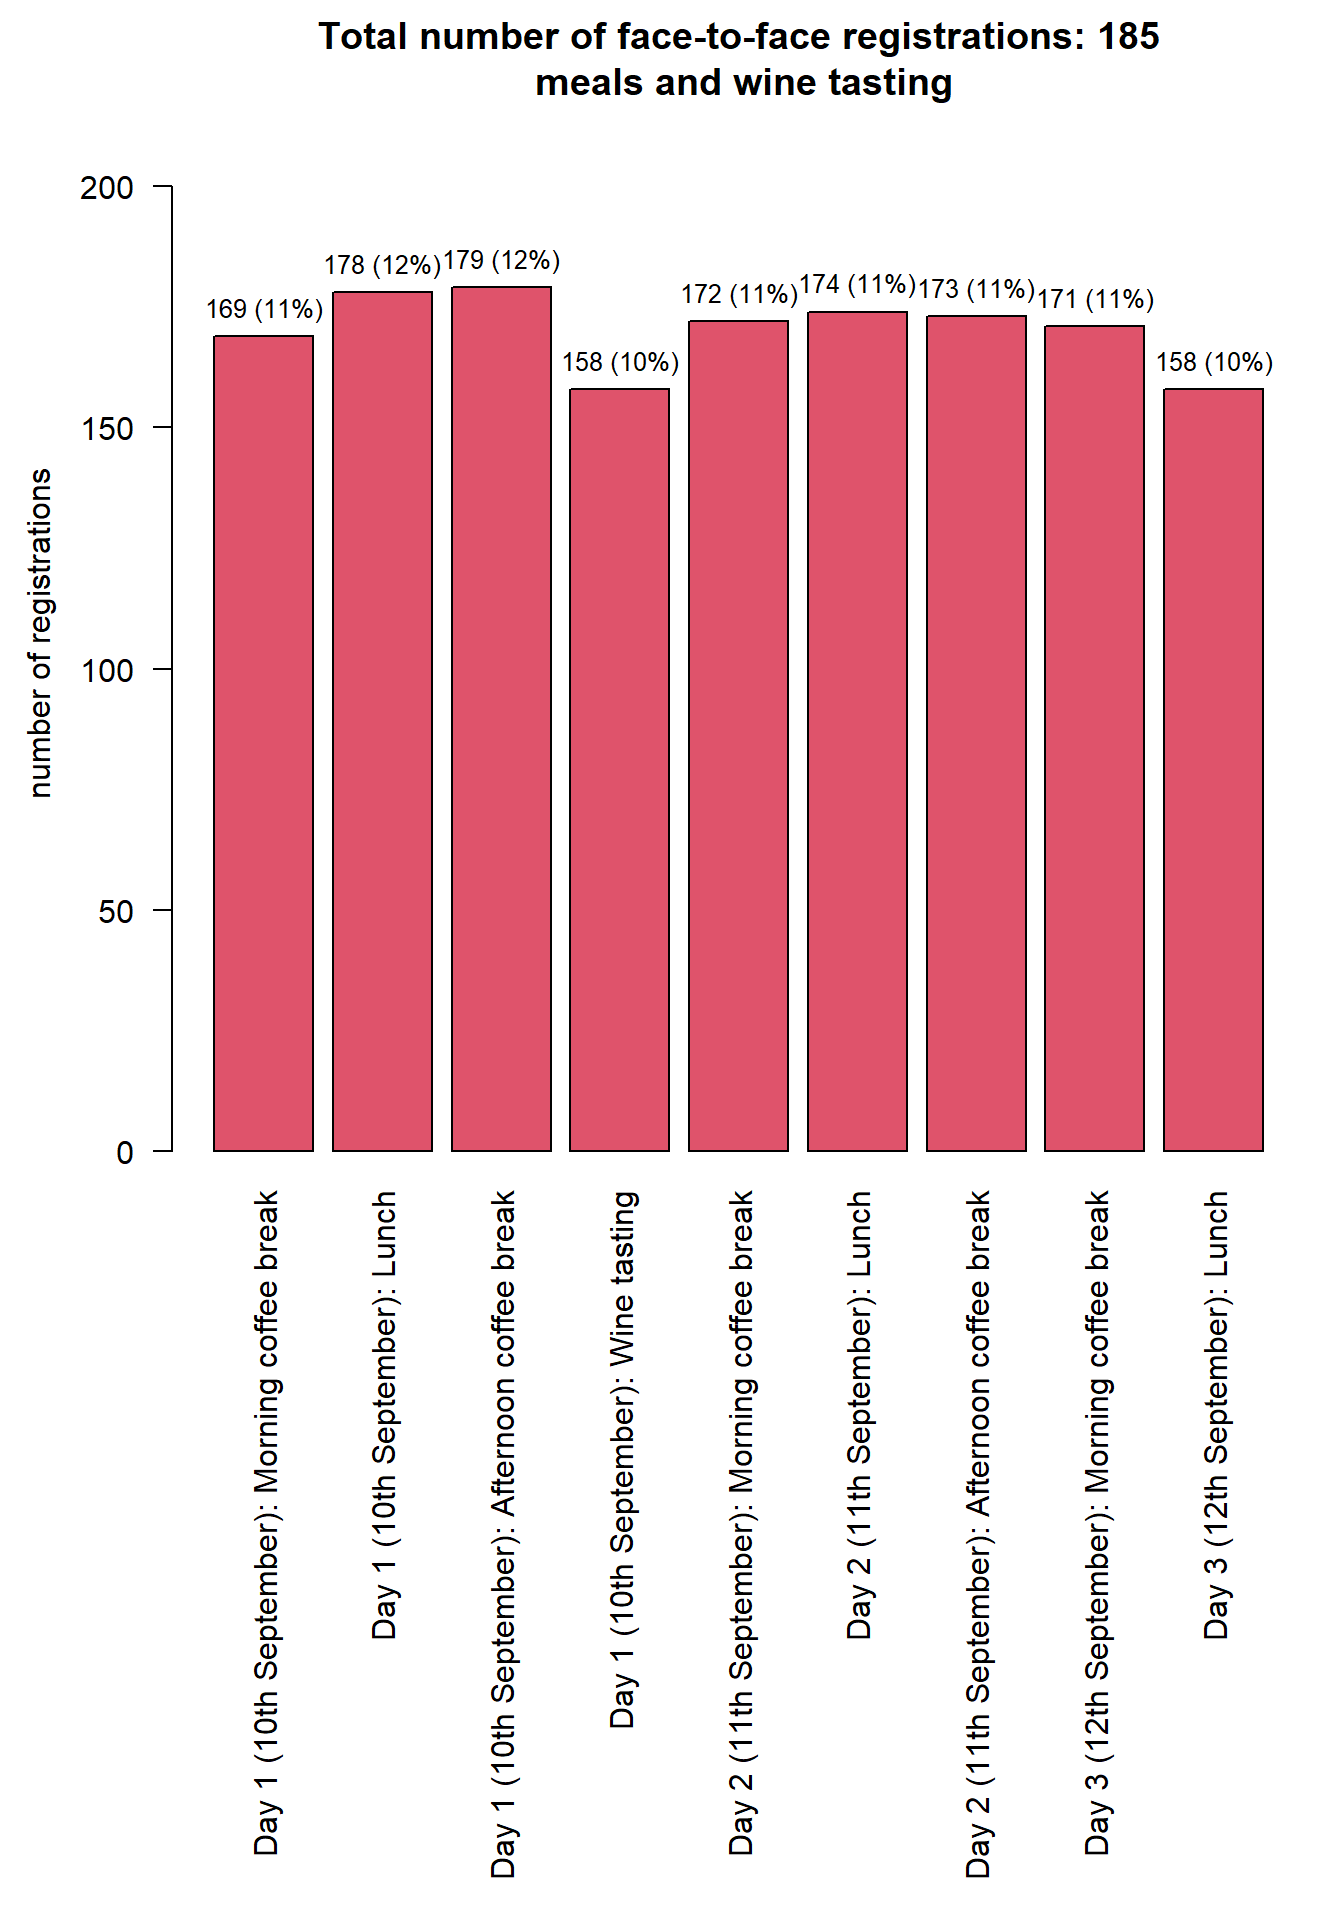 Total number of face-to-face registrations: 185
meals and wine tasting
number of registrations
200
150
100
50
0
169 (11%)
178 (12%)
179 (12%)
158 (10%)
172 (11%)
174 (11%)
173 (11%)
171 (11%)
158 (10%)
Day 1 (10th September): Morning coffee break
Day 1 (10th September): Lunch
Day 1 (10th September): Afternoon coffee break
Day 1 (10th September): Wine tasting
Day 2 (11th September): Morning coffee break
Day 2 (11th September): Lunch
Day 2 (11th September): Afternoon coffee break
Day 3 (12th September): Morning coffee break
Day 3 (12th September): Lunch